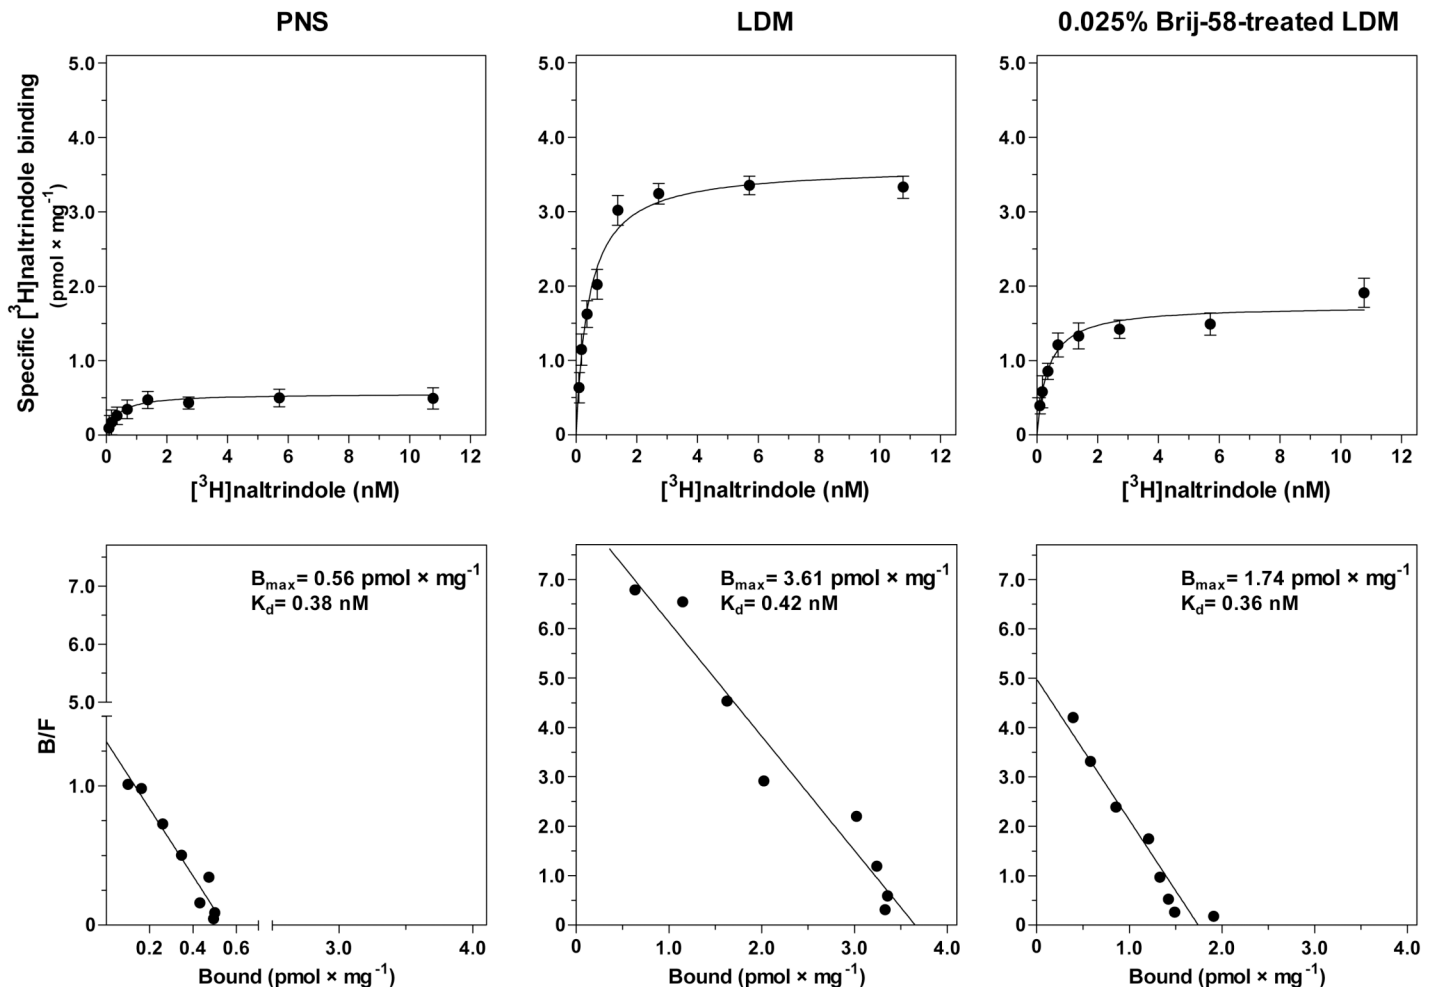 PNS
LDM
0.025% Brij-58-treated LDM
Specific [³H]naltrindole binding
(pmol × mg⁻¹)
5.0
4.0
3.0
2.0
1.0
0
0 2 4 6 8 10 12
[³H]naltrindole (nM)
5.0
4.0
3.0
2.0
1.0
0
0 2 4 6 8 10 12
[³H]naltrindole (nM)
5.0
4.0
3.0
2.0
1.0
0
0 2 4 6 8 10 12
[³H]naltrindole (nM)
B/F
Bmax= 0.56 pmol × mg⁻¹
Kd= 0.38 nM
7.0
6.0
5.0
1.0
0
0.2 0.4 0.6 3.0 4.0
Bound (pmol × mg⁻¹)
Bmax= 3.61 pmol × mg⁻¹
Kd= 0.42 nM
7.0
6.0
5.0
4.0
3.0
2.0
1.0
0
0 1.0 2.0 3.0 4.0
Bound (pmol × mg⁻¹)
Bmax= 1.74 pmol × mg⁻¹
Kd= 0.36 nM
7.0
6.0
5.0
4.0
3.0
2.0
1.0
0
0 1.0 2.0 3.0 4.0
Bound (pmol × mg⁻¹)